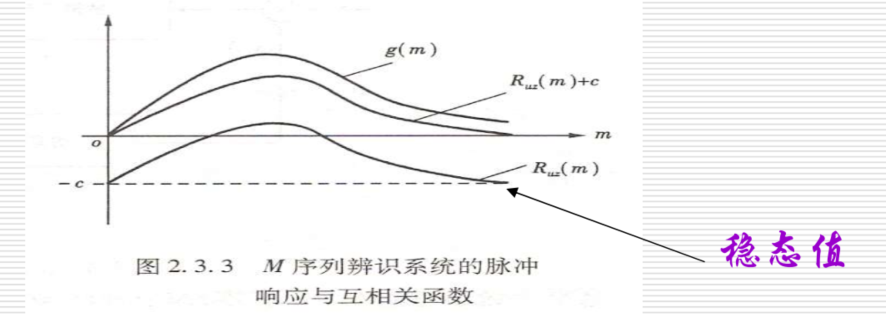 g(m)
R_{uz}(m)+c
o
m
-c
R_{uz}(m)
稳态值
图 2.3.3 M 序列辨识系统的脉冲
响应与互相关函数